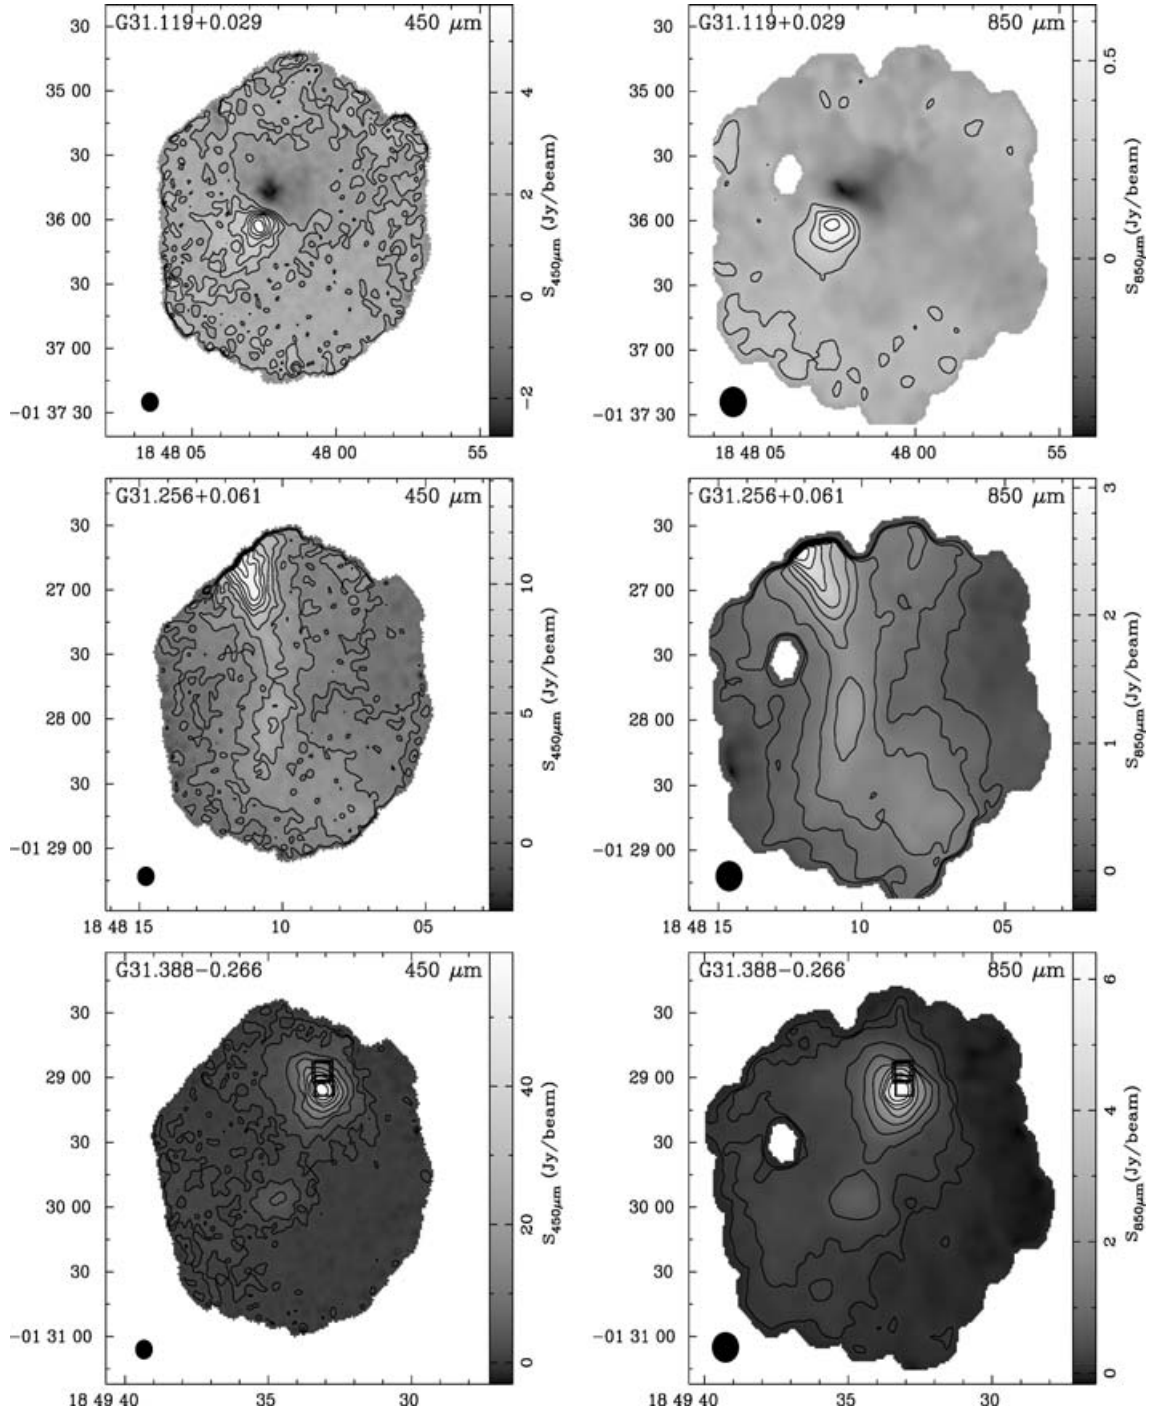 G31.119+0.029 450 μm
30
35 00
30
36 00
30
37 00
−01 37 30
18 48 05 48 00 55
−2 0 2 4
S450μm (Jy/beam)
G31.119+0.029 850 μm
30
35 00
30
36 00
30
37 00
−01 37 30
18 48 05 48 00 55
0 0.5
S850μm(Jy/beam)
G31.256+0.061 450 μm
30
27 00
30
28 00
30
−01 29 00
18 48 15 10 05
0 5 10
S450μm (Jy/beam)
G31.256+0.061 850 μm
30
27 00
30
28 00
30
−01 29 00
18 48 15 10 05
0 1 2 3
S850μm(Jy/beam)
G31.388−0.266 450 μm
30
29 00
30
30 00
30
−01 31 00
18 49 40 35 30
0 20 40
S450μm (Jy/beam)
G31.388−0.266 850 μm
30
29 00
30
30 00
30
−01 31 00
18 49 40 35 30
0 2 4 6
S850μm(Jy/beam)